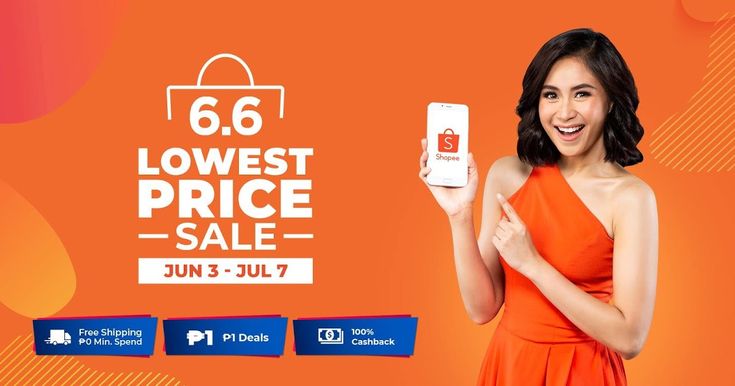 6.6
LOWEST
PRICE
SALE
JUN 3 - JUL 7
S
Shopee
Free Shipping
₱0 Min. Spend
₱1
₱1 Deals
100%
Cashback